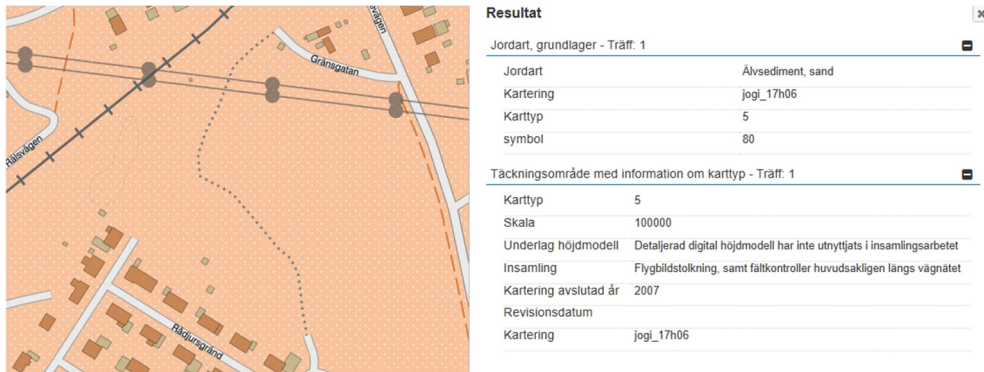 Resultat
Jordart, grundlager - Träff: 1
Jordart Älvsediment, sand
Kartering jogi_17h06
Karttyp 5
symbol 80
Täckningsområde med information om karttyp - Träff: 1
Karttyp 5
Skala 100000
Underlag höjdmodell Detaljerad digital höjdmodell har inte utnyttjats i insamlingsarbetet
Insamling Flygbildstolkning, samt fältkontroller huvudsakligen längs vägnätet
Kartering avslutad år 2007
Revisionsdatum
Kartering jogi_17h06
Gränsgatan
Rälsvägen
Rådjursgränd